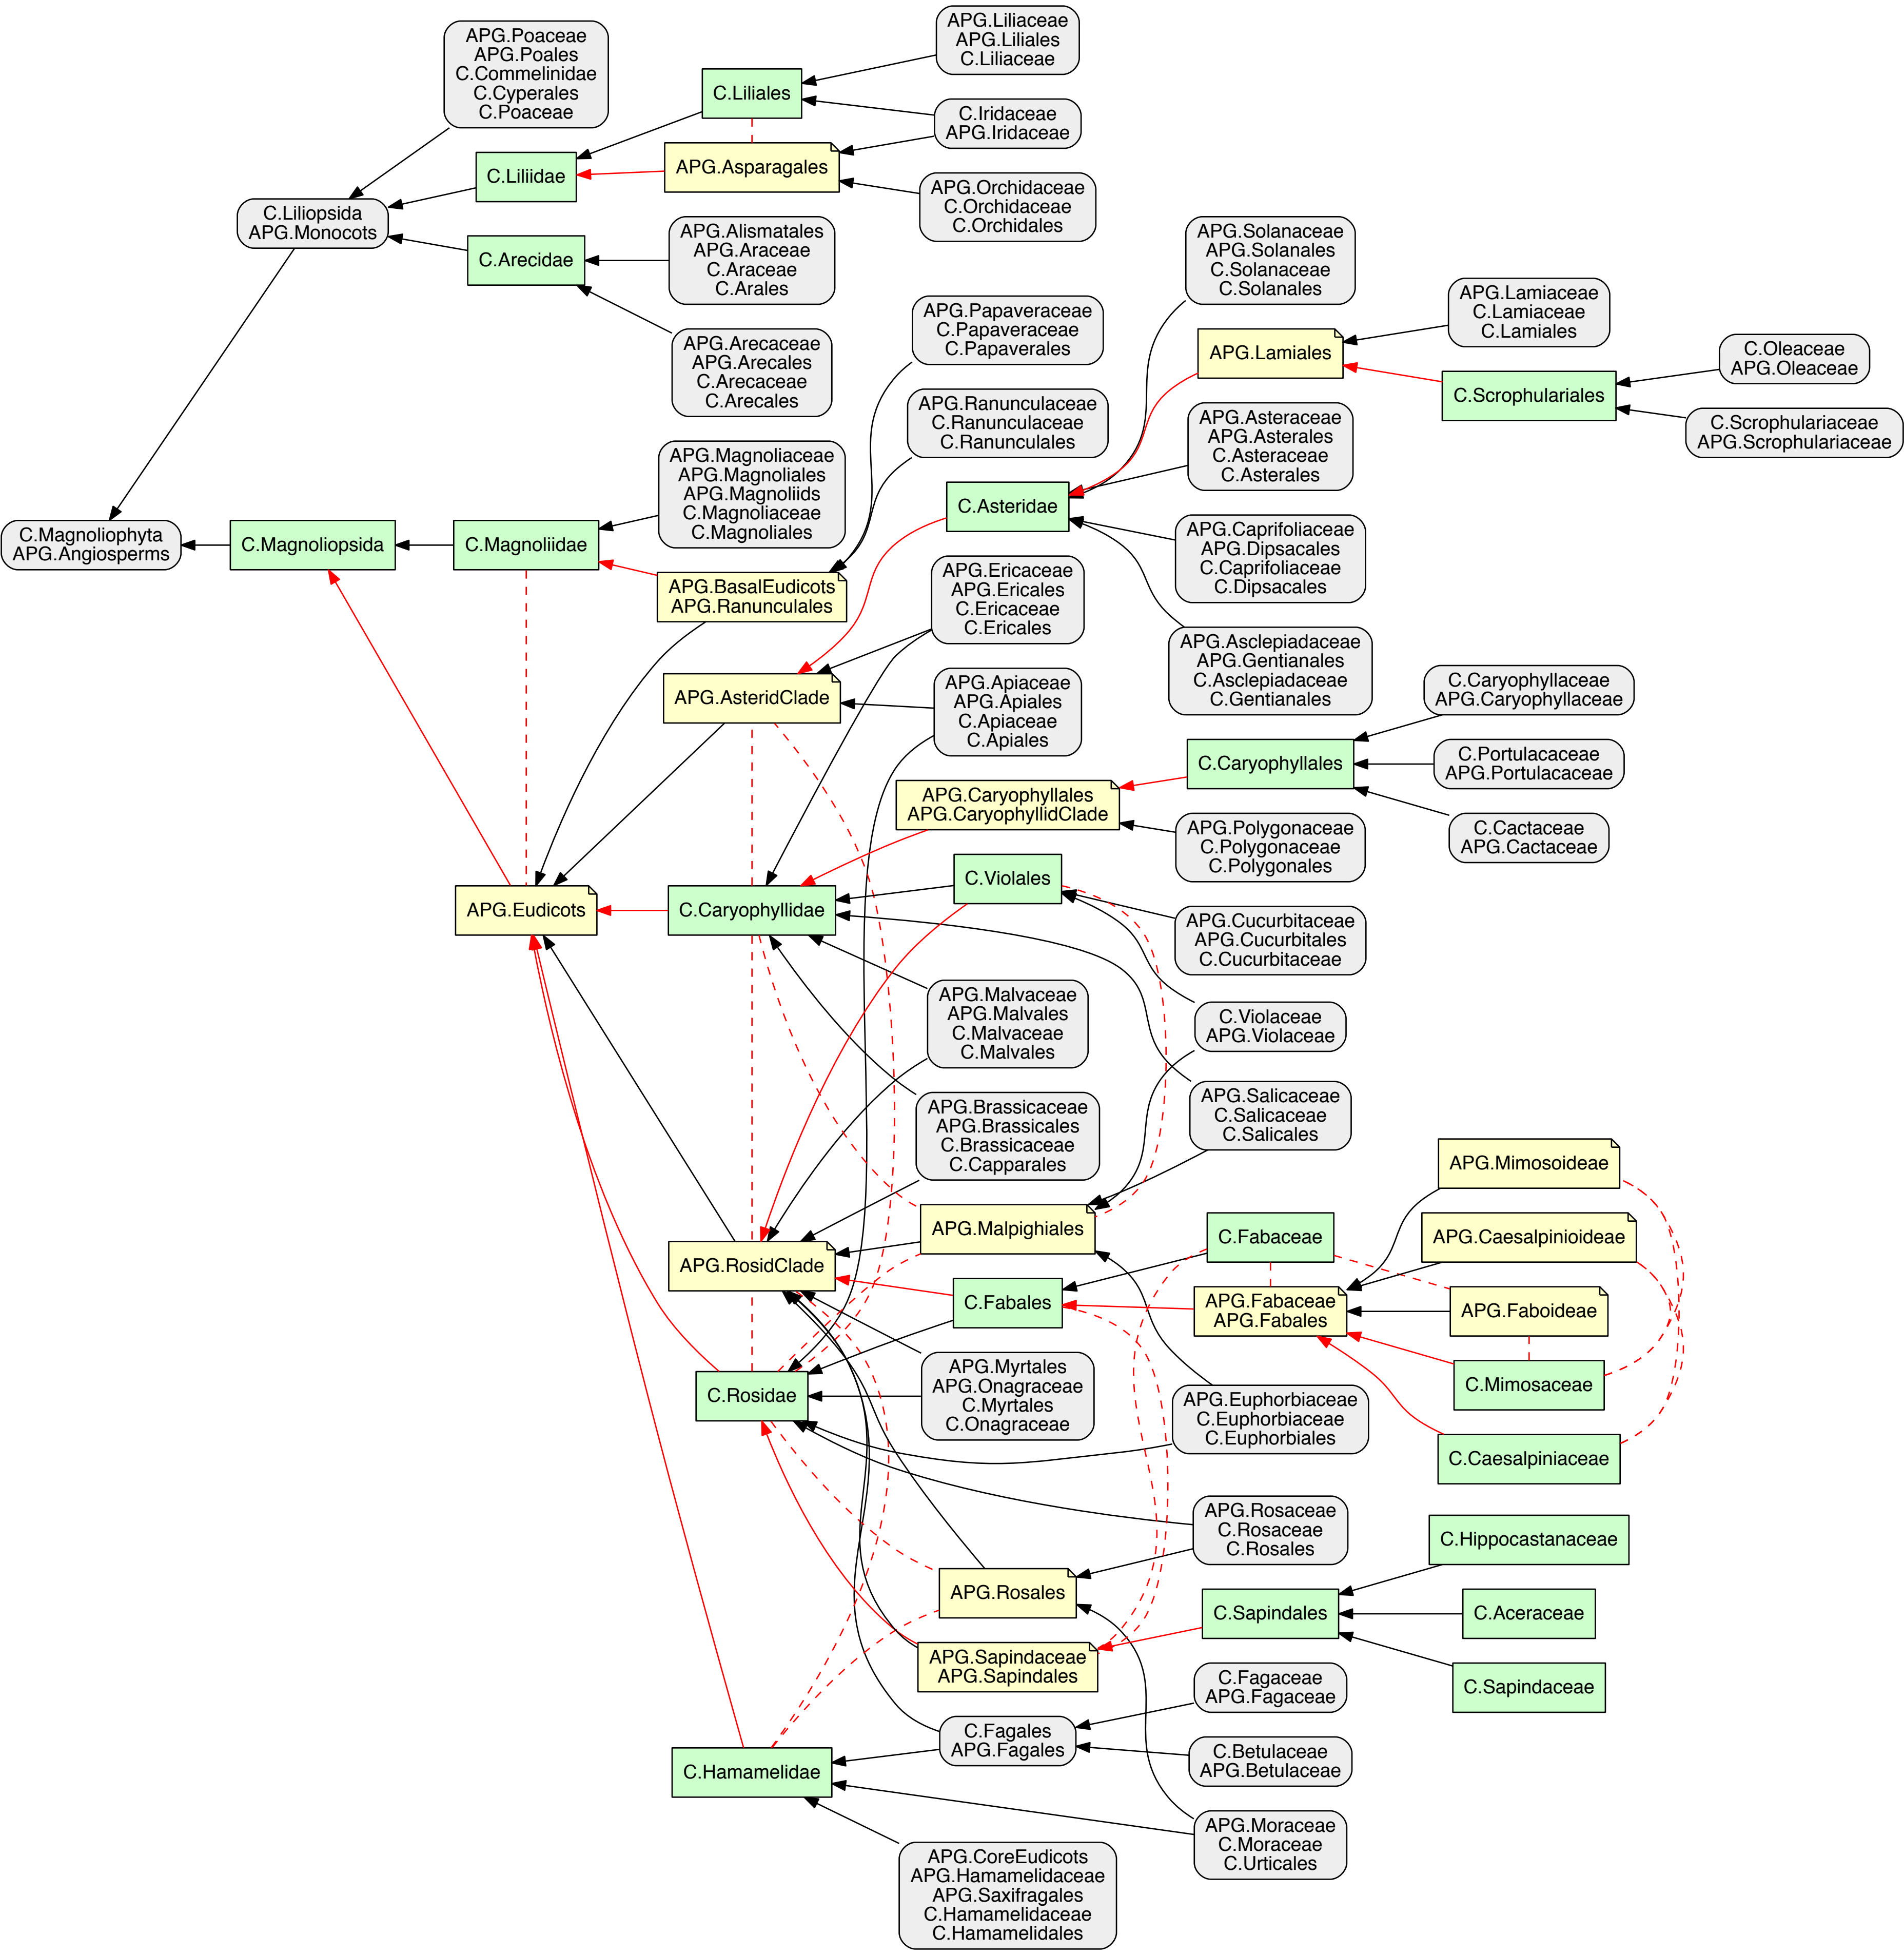 APG.Poaceae
APG.Poales
C.Commelinidae
C.Cyperales
C.Poaceae
APG.Liliaceae
APG.Liliales
C.Liliaceae
C.Liliales
C.Iridaceae
APG.Iridaceae
C.Liliidae
APG.Asparagales
APG.Orchidaceae
C.Orchidaceae
C.Orchidales
C.Liliopsida
APG.Monocots
C.Arecidae
APG.Alismatales
APG.Araceae
C.Araceae
C.Arales
APG.Solanaceae
APG.Solanales
C.Solanaceae
C.Solanales
APG.Arecaceae
APG.Arecales
C.Arecaceae
C.Arecales
APG.Papaveraceae
C.Papaveraceae
C.Papaverales
APG.Lamiales
APG.Lamiaceae
C.Lamiaceae
C.Lamiales
C.Oleaceae
APG.Oleaceae
C.Scrophulariales
C.Scrophulariaceae
APG.Scrophulariaceae
APG.Ranunculaceae
C.Ranunculaceae
C.Ranunculales
APG.Asteraceae
APG.Asterales
C.Asteraceae
C.Asterales
APG.Magnoliaceae
APG.Magnoliales
APG.Magnoliids
C.Magnoliaceae
C.Magnoliales
C.Asteridae
C.Magnoliophyta
APG.Angiosperms
C.Magnoliopsida
C.Magnoliidae
APG.Caprifoliaceae
APG.Dipsacales
C.Caprifoliaceae
C.Dipsacales
APG.BasalEudicots
APG.Ranunculales
APG.Ericaceae
APG.Ericales
C.Ericaceae
C.Ericales
APG.Asclepiadaceae
APG.Gentianales
C.Asclepiadaceae
C.Gentianales
APG.AsteridClade
APG.Apiaceae
APG.Apiales
C.Apiaceae
C.Apiales
C.Caryophyllaceae
APG.Caryophyllaceae
C.Caryophyllales
C.Portulacaceae
APG.Portulacaceae
APG.Caryophyllales
APG.CaryophyllidClade
APG.Polygonaceae
C.Polygonaceae
C.Polygonales
C.Cactaceae
APG.Cactaceae
APG.Eudicots
C.Caryophyllidae
C.Violales
APG.Cucurbitaceae
APG.Cucurbitales
C.Cucurbitaceae
APG.Malvaceae
APG.Malvales
C.Malvaceae
C.Malvales
C.Violaceae
APG.Violaceae
APG.Brassicaceae
APG.Brassicales
C.Brassicaceae
C.Capparales
APG.Salicaceae
C.Salicaceae
C.Salicales
APG.Mimosoideae
APG.RosidClade
APG.Malpighiales
C.Fabaceae
APG.Caesalpinioideae
C.Fabales
APG.Fabaceae
APG.Fabales
APG.Faboideae
C.Rosidae
APG.Myrtales
APG.Onagraceae
C.Myrtales
C.Onagraceae
APG.Euphorbiaceae
C.Euphorbiaceae
C.Euphorbiales
C.Mimosaceae
C.Caesalpiniaceae
APG.Rosaceae
C.Rosaceae
C.Rosales
C.Hippocastanaceae
APG.Rosales
C.Sapindales
C.Aceraceae
APG.Sapindaceae
APG.Sapindales
C.Sapindaceae
C.Fagaceae
APG.Fagaceae
C.Fagales
APG.Fagales
C.Betulaceae
APG.Betulaceae
C.Hamamelidae
APG.Moraceae
C.Moraceae
C.Urticales
APG.CoreEudicots
APG.Hamamelidaceae
APG.Saxifragales
C.Hamamelidaceae
C.Hamamelidales